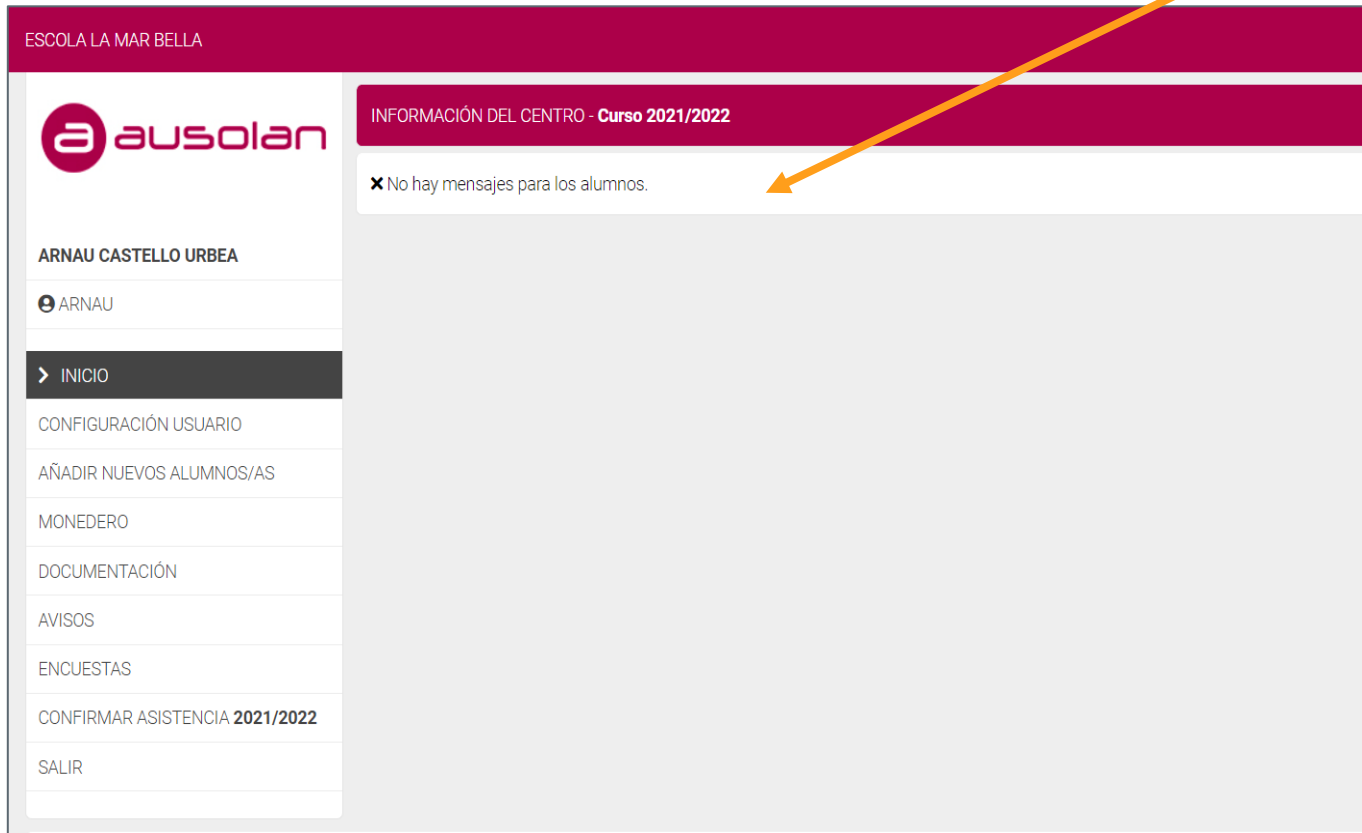 ESCOLA LA MAR BELLA
ausolan
INFORMACIÓN DEL CENTRO - Curso 2021/2022
No hay mensajes para los alumnos.
ARNAU CASTELLO URBEA
ARNAU
INICIO
CONFIGURACIÓN USUARIO
AÑADIR NUEVOS ALUMNOS/AS
MONEDERO
DOCUMENTACIÓN
AVISOS
ENCUESTAS
CONFIRMAR ASISTENCIA 2021/2022
SALIR